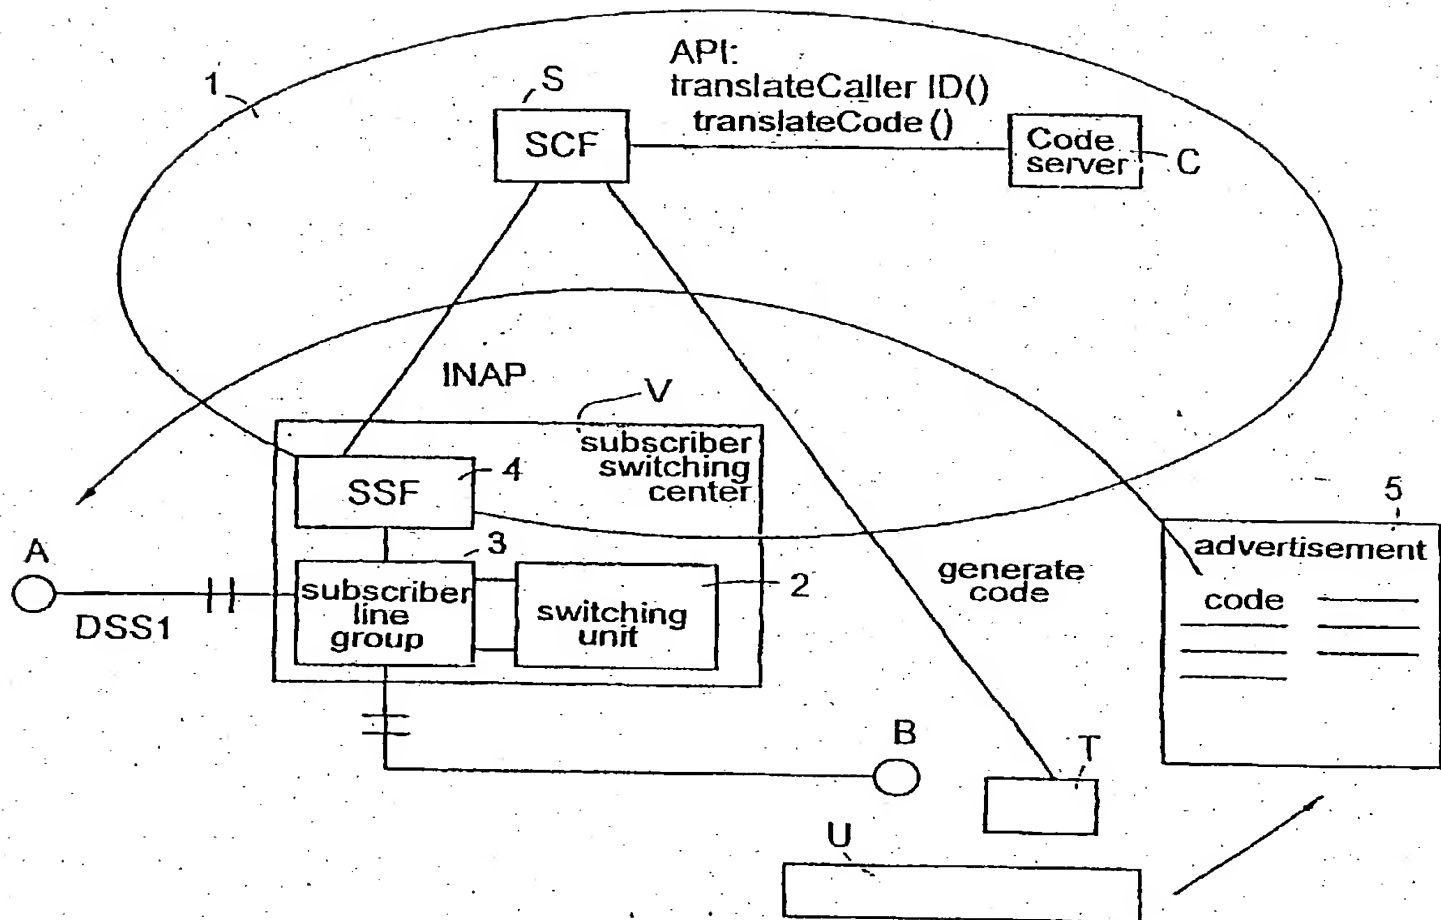 API:
translateCaller ID()
translateCode()
1
S
SCF
Code
server
C
INAP
V
subscriber
switching
center
SSF
4
5
advertisement
code
A
DSS1
3
subscriber
line
group
2
switching
unit
generate
code
B
T
U